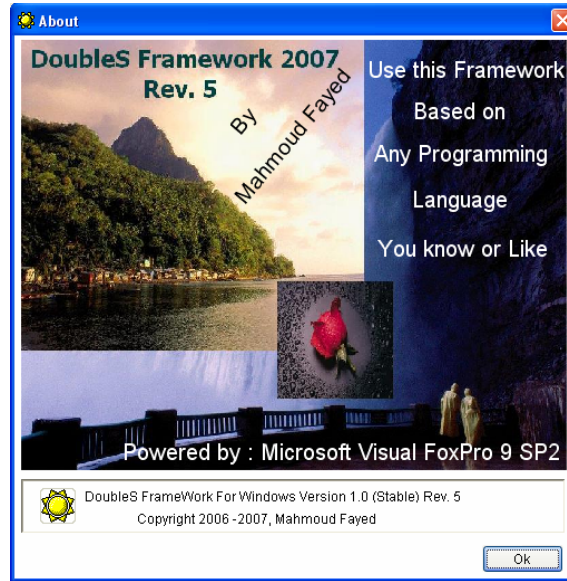 About
DoubleS Framework 2007
Rev. 5
By
Mahmoud Fayed
Use this Framework
Based on
Any Programming
Language
You know or Like
Powered by : Microsoft Visual FoxPro 9 SP2
DoubleS FrameWork For Windows Version 1.0 (Stable) Rev. 5
Copyright 2006 -2007, Mahmoud Fayed
Ok